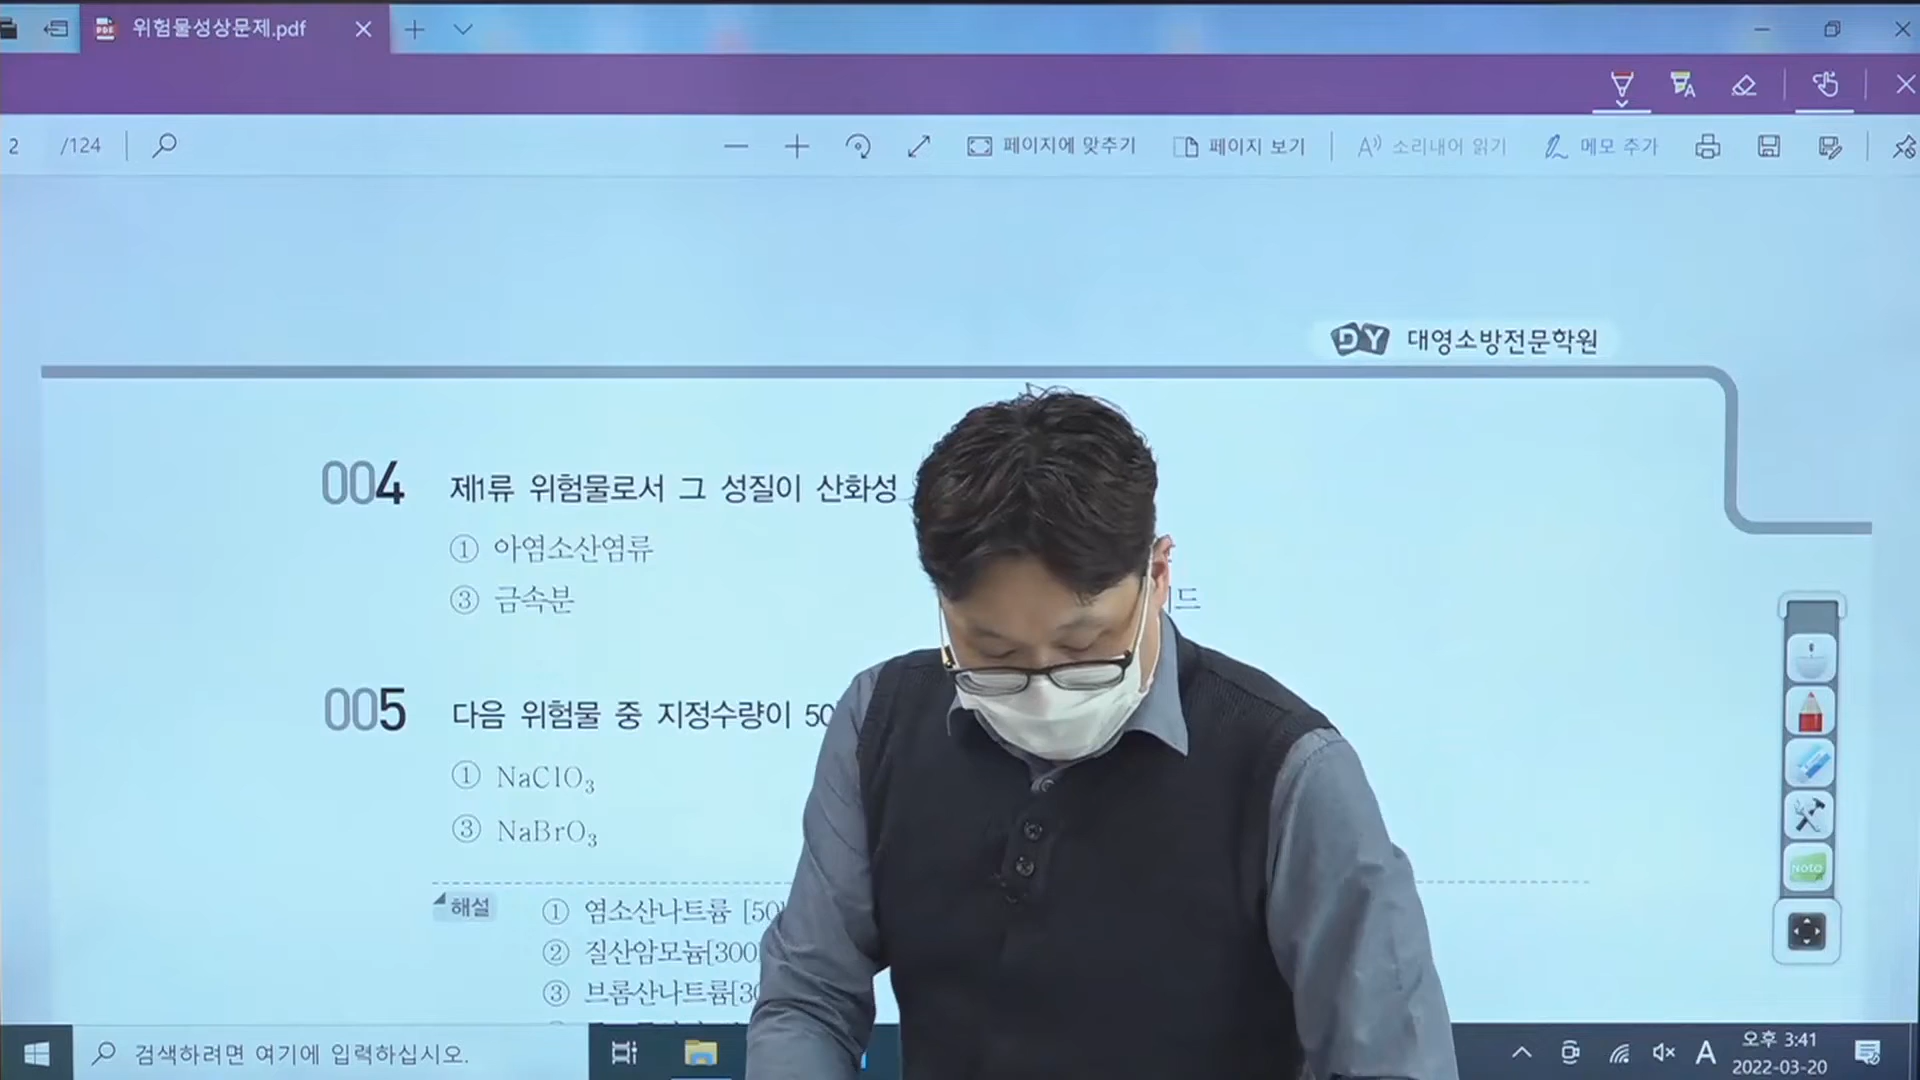 위험물성상문제.pdf
2 /124
페이지에 맞추기
페이지 보기
소리내어 읽기
메모 추가
DY 대영소방전문학원
004 제1류 위험물로서 그 성질이 산화성
① 아염소산염류
③ 금속분
드
005 다음 위험물 중 지정수량이 50
① NaClO₃
③ NaBrO₃
해설
① 염소산나트륨 [50
② 질산암모늄[300
③ 브롬산나트륨[30
Note
검색하려면 여기에 입력하십시오.
A
오후 3:41
2022-03-20